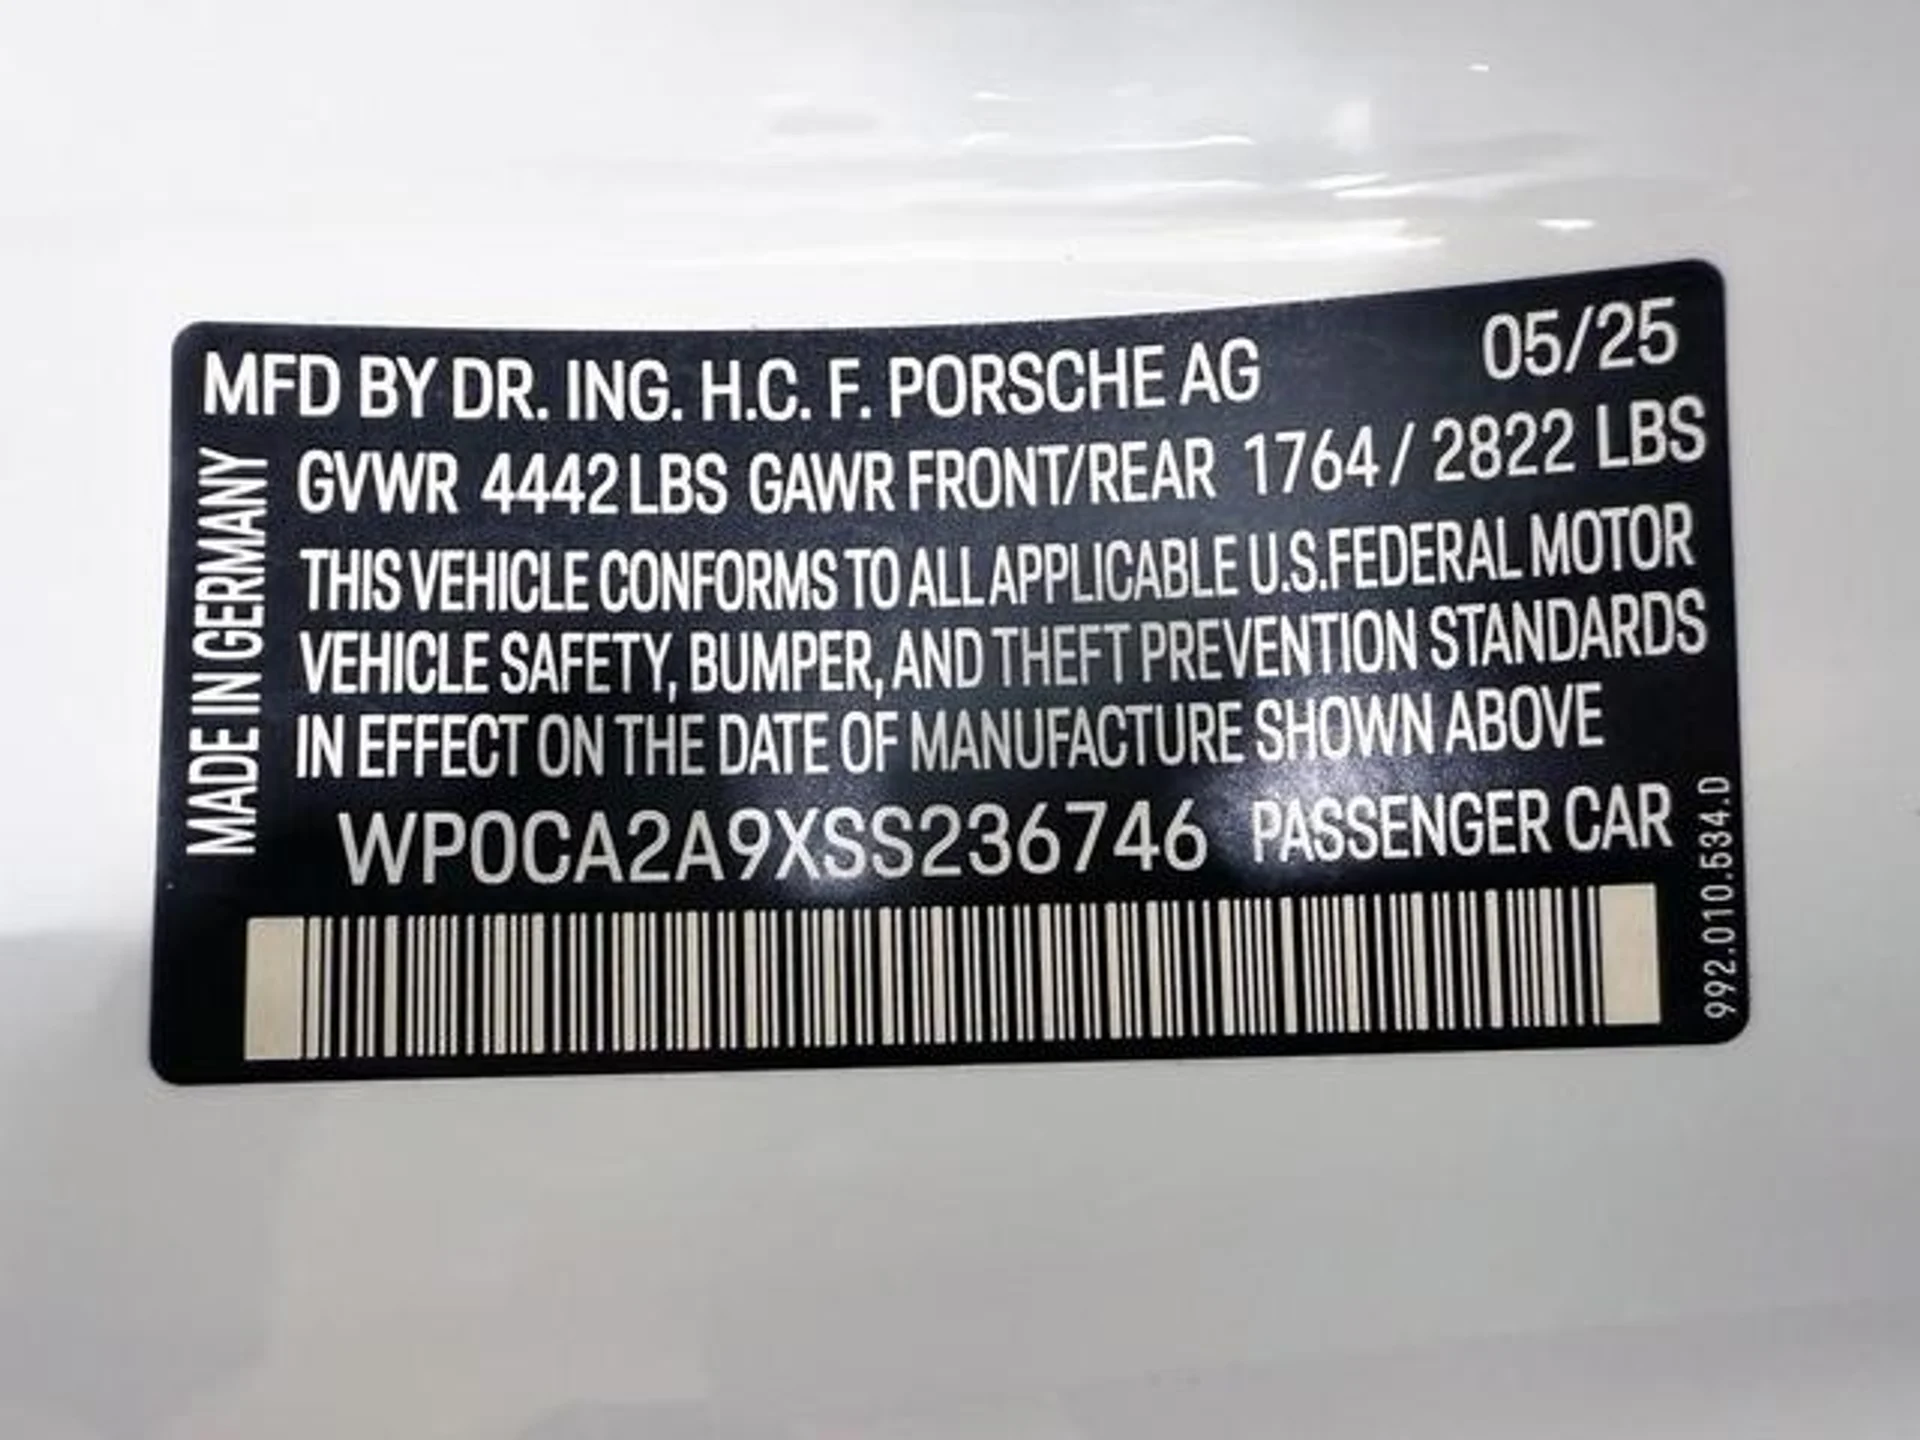 MFD BY DR. ING. H.C. F. PORSCHE AG 05/25
MADE IN GERMANY
GVWR 4442 LBS GAWR FRONT/REAR 1764 / 2822 LBS
THIS VEHICLE CONFORMS TO ALL APPLICABLE U.S.FEDERAL MOTOR
VEHICLE SAFETY, BUMPER, AND THEFT PREVENTION STANDARDS
IN EFFECT ON THE DATE OF MANUFACTURE SHOWN ABOVE
WP0CA2A9XSS236746 PASSENGER CAR
992.010.534.D